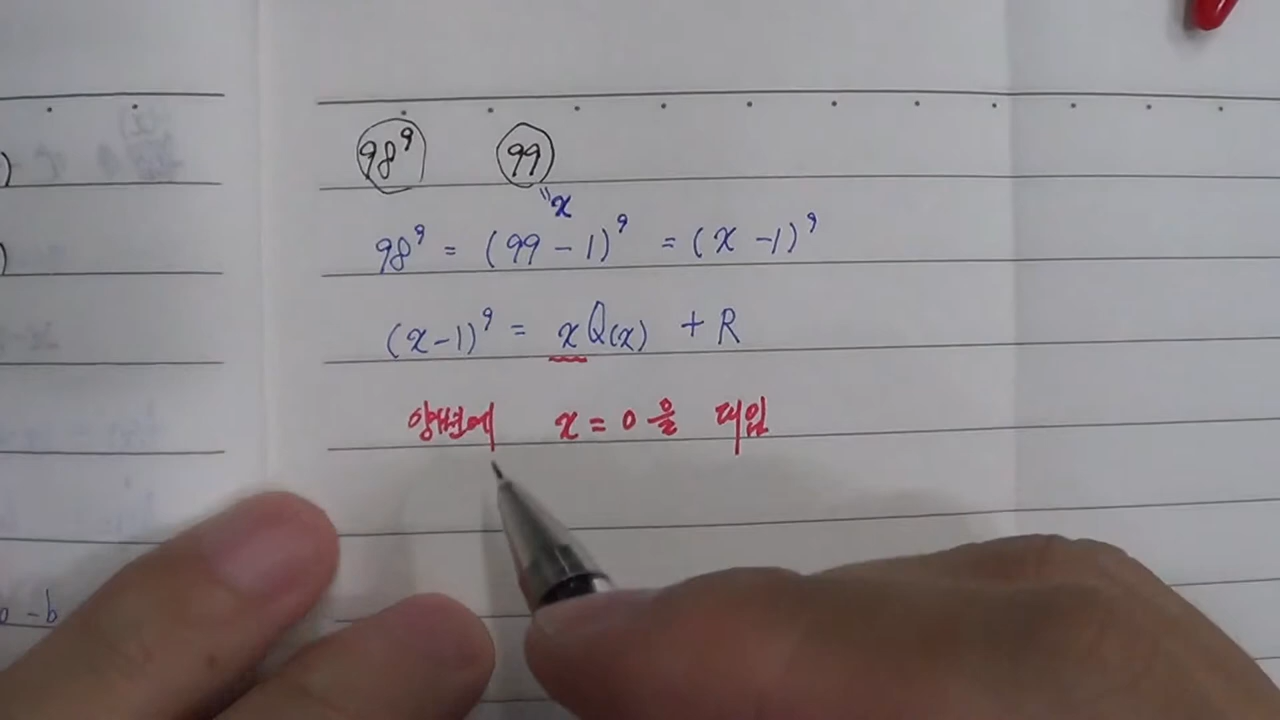 98⁹ 99
"x
98⁹ = (99 - 1)⁹ = (x - 1)⁹
(x - 1)⁹ = xQ(x) + R
양변에 x = 0 을 대입
- b